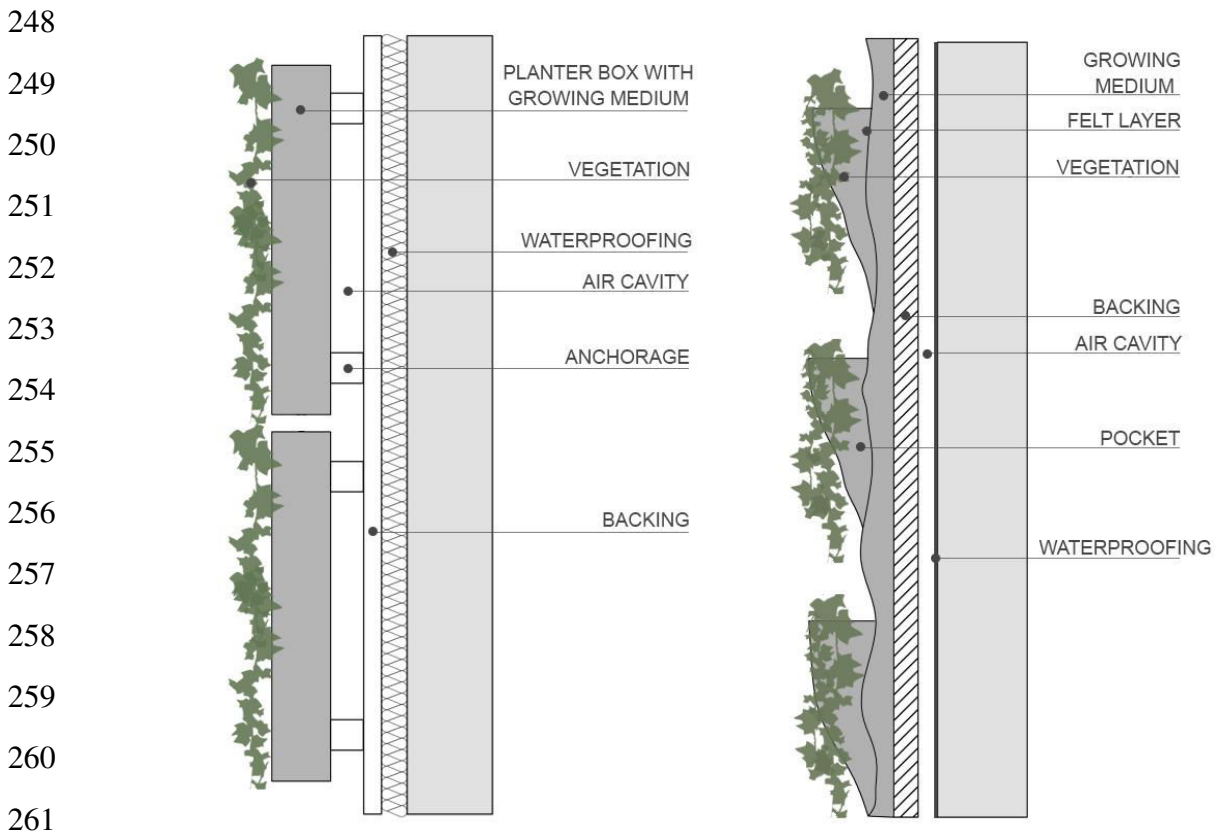 248
249
250
251
252
253
254
255
256
257
258
259
260
261
PLANTER BOX WITH
GROWING MEDIUM
VEGETATION
WATERPROOFING
AIR CAVITY
ANCHORAGE
BACKING
GROWING
MEDIUM
FELT LAYER
VEGETATION
BACKING
AIR CAVITY
POCKET
WATERPROOFING